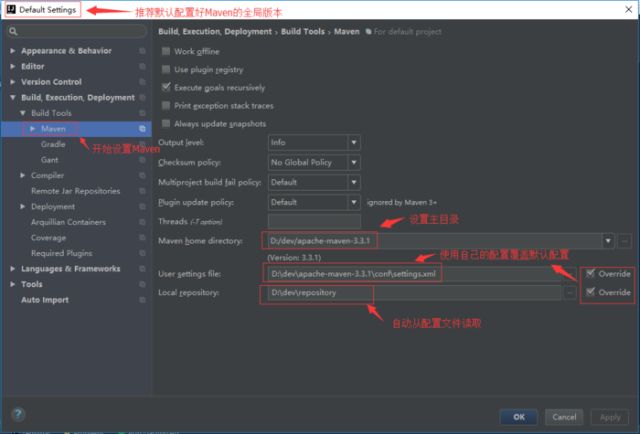 Default Settings
推荐默认配置好Maven的全局版本
Build, Execution, Deployment › Build Tools › Maven
For default project
Appearance & Behavior
Editor
Version Control
Build, Execution, Deployment
Build Tools
Maven
开始设置Maven
Gradle
Gant
Compiler
Remote Jar Repositories
Deployment
Arquillian Containers
Coverage
Required Plugins
Languages & Frameworks
Tools
Auto Import
Work offline
Use plugin registry
Execute goals recursively
Print exception stack traces
Always update snapshots
Output level: Info
Checksum policy: No Global Policy
Multiproject build fail policy: Default
Plugin update policy: Default ignored by Maven 3+
Threads (-T option)
设置主目录
Maven home directory: D:/dev/apache-maven-3.3.1
(Version: 3.3.1)
使用自己的配置覆盖默认配置
User settings file: D:\dev\apache-maven-3.3.1\conf\settings.xml ... Override
Local repository: D:\dev\repository ... Override
自动从配置文件读取
? OK Cancel Apply